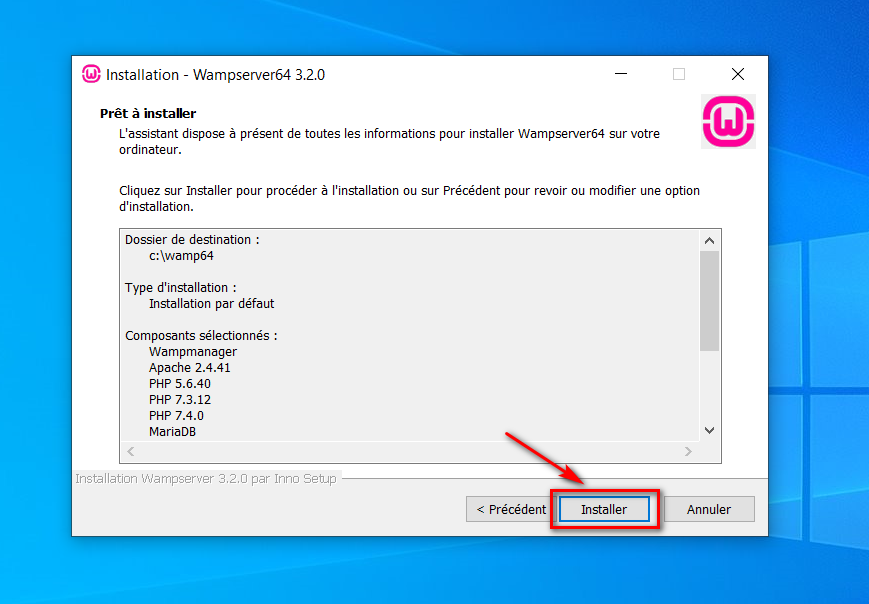 Installation - Wampserver64 3.2.0
Prêt à installer
L'assistant dispose à présent de toutes les informations pour installer Wampserver64 sur votre
ordinateur.
Cliquez sur Installer pour procéder à l'installation ou sur Précédent pour revoir ou modifier une option
d'installation.
Dossier de destination :
c:\wamp64
Type d'installation :
Installation par défaut
Composants sélectionnés :
Wampmanager
Apache 2.4.41
PHP 5.6.40
PHP 7.3.12
PHP 7.4.0
MariaDB
Installation Wampserver 3.2.0 par Inno Setup
< Précédent
Installer
Annuler